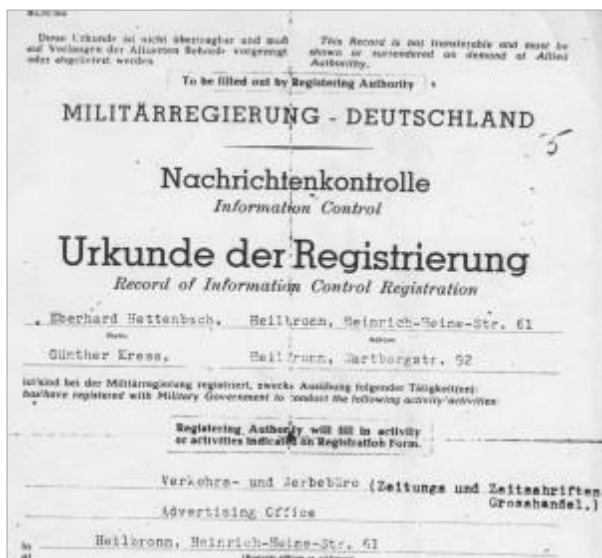 Diese Urkunde ist nicht übertragbar und muß
auf Verlangen der Alliierten Behörde vorgezeigt
oder abgeliefert werden
This Record is not transferable and must be
shown or surrendered on demand of Allied
Authority.
To be filled out by Registering Authority
MILITÄRREGIERUNG - DEUTSCHLAND
5
Nachrichtenkontrolle
Information Control
Urkunde der Registrierung
Record of Information Control Registration
Eberhard Hettenbach, Heilbronn, Heinrich-Heine-Str. 61
Name Adresse
Günther Kress, Heilbronn, Wartbergstr. 52
ist/sind bei der Militärregierung registriert, zwecks Ausübung folgender Tätigkeit(en):
has/have registered with Military Government to conduct the following activity/activities:
Registering Authority will fill in activity
or activities indicated on Registration Form.
Verkehrs- und Werbebüro (Zeitungs und Zeitschriften
Grosshandel.)
Advertising Office
in Heilbronn, Heinrich-Heine-Str. 61